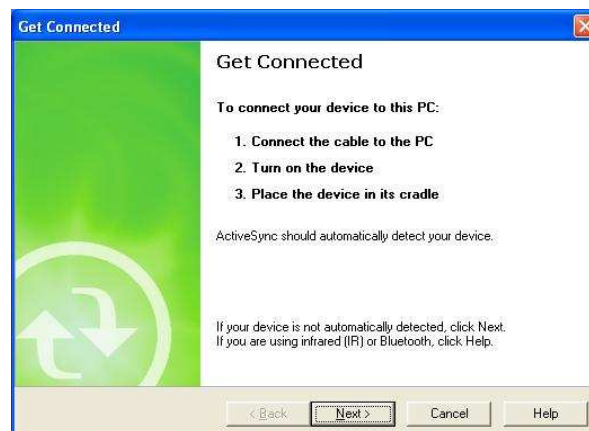 Get Connected
Get Connected
To connect your device to this PC:
1. Connect the cable to the PC
2. Turn on the device
3. Place the device in its cradle
ActiveSync should automatically detect your device.
If your device is not automatically detected, click Next.
If you are using infrared (IR) or Bluetooth, click Help.
< Back Next > Cancel Help